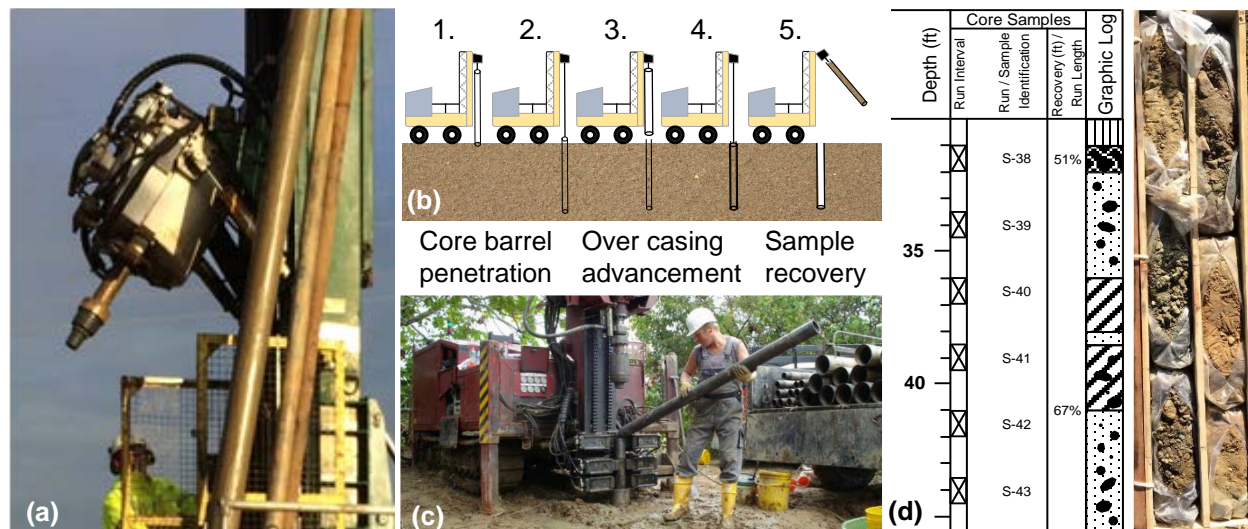 (a)
1. 2. 3. 4. 5.
(b)
Core barrel
penetration
Over casing
advancement
Sample
recovery
(c)
Depth (ft)
Core Samples
Run Interval
Run / Sample
Identification
Recovery (ft) /
Run Length
Graphic Log
S-38 51%
S-39
35
S-40
S-41
40
67%
S-42
S-43
(d)